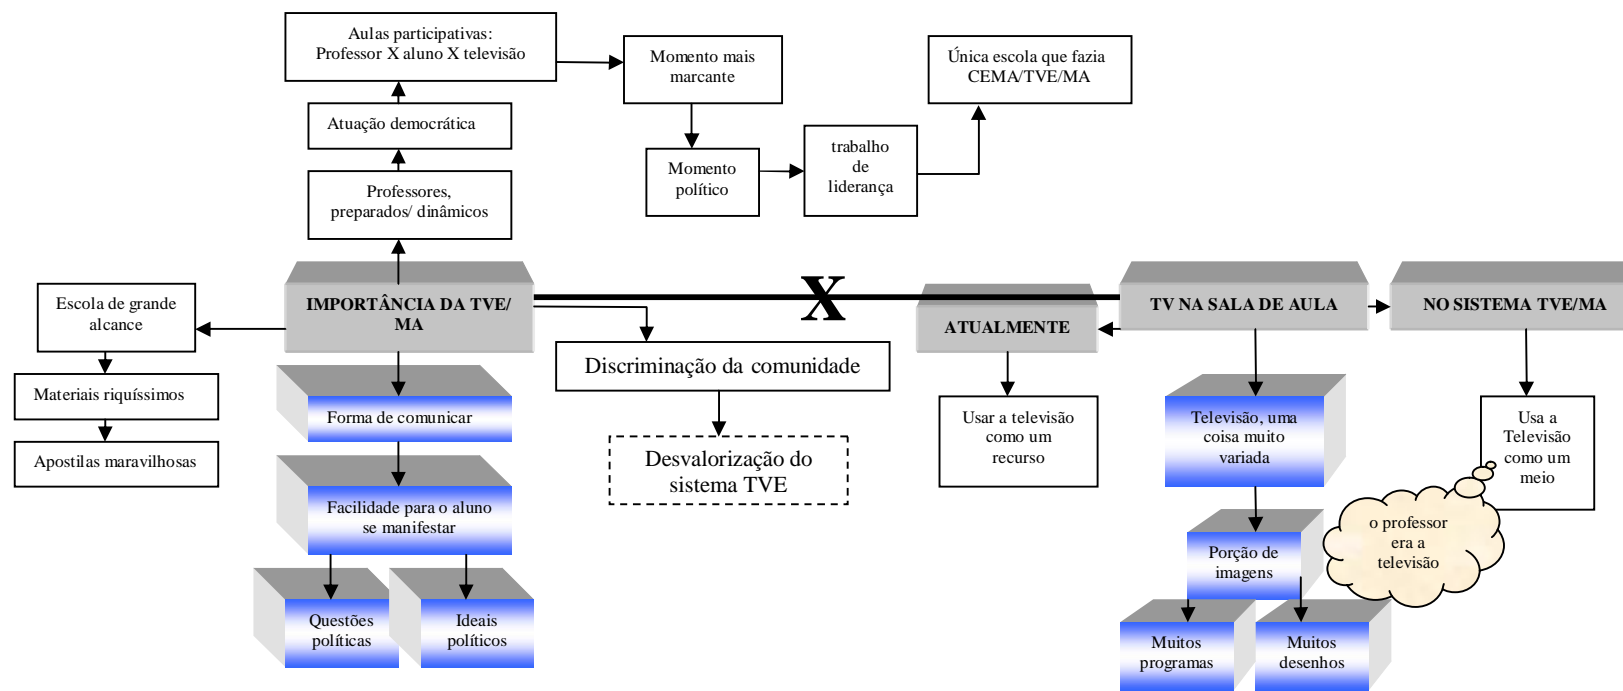 Aulas participativas:
Professor X aluno X televisão
Momento mais
marcante
Única escola que fazia
CEMA/TVE/MA
Atuação democrática
Momento
político
trabalho
de
liderança
Professores,
preparados/ dinâmicos
Escola de grande
alcance
IMPORTÂNCIA DA TVE/
MA
X
ATUALMENTE
TV NA SALA DE AULA
NO SISTEMA TVE/MA
Materiais riquíssimos
Apostilas maravilhosas
Forma de comunicar
Facilidade para o aluno
se manifestar
Questões
políticas
Ideais
políticos
Discriminação da comunidade
Desvalorização do
sistema TVE
Usar a televisão
como um
recurso
Televisão, uma
coisa muito
variada
Porção de
imagens
Muitos
programas
Muitos
desenhos
Usa a
Televisão
como um
meio
o professor
era a
televisão